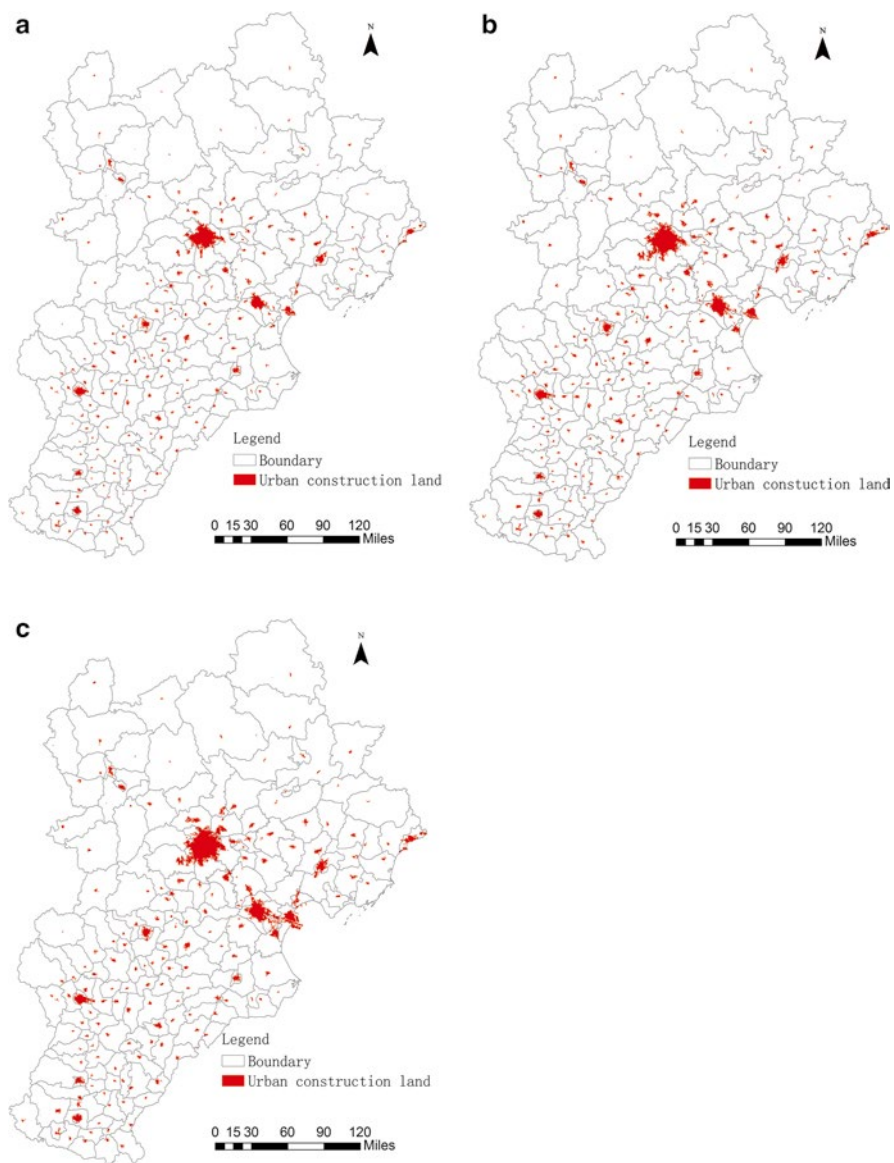 a
N
Legend
Boundary
Urban construction land
0 15 30 60 90 120
Miles
b
N
Legend
Boundary
Urban constuction land
0 15 30 60 90 120
Miles
c
N
Legend
Boundary
Urban construction land
0 15 30 60 90 120
Miles